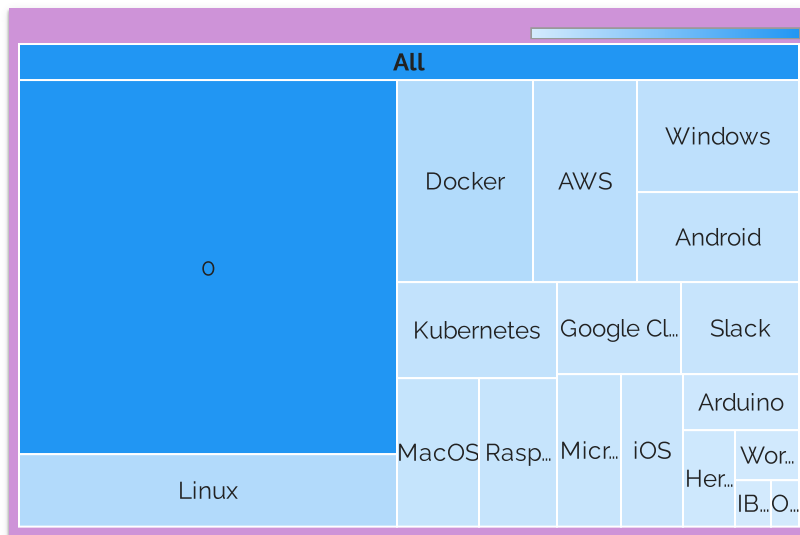 All
0
Linux
Docker
AWS
Windows
Android
Kubernetes
Google Cl...
Slack
MacOS
Rasp...
Micr...
iOS
Arduino
Her...
Wor...
IB...
O...